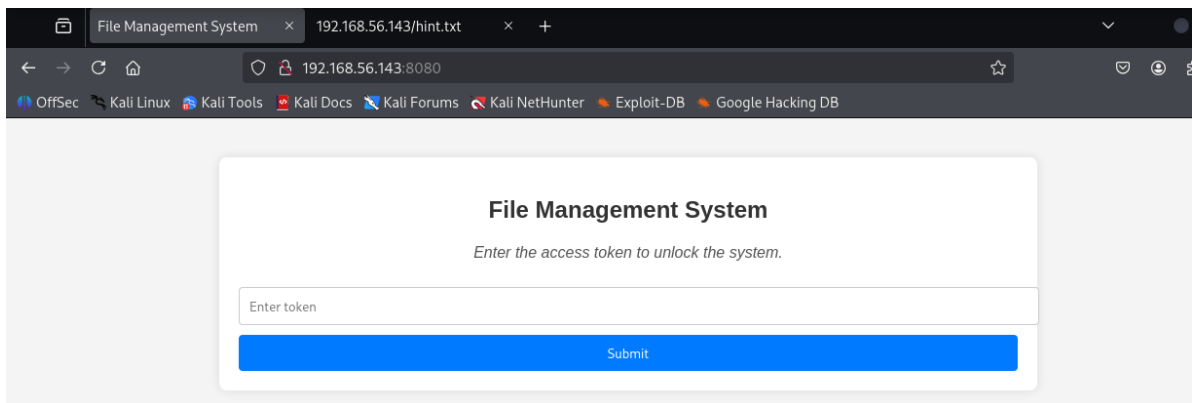 File Management System × 192.168.56.143/hint.txt × +
192.168.56.143:8080
OffSec Kali Linux Kali Tools Kali Docs Kali Forums Kali NetHunter Exploit-DB Google Hacking DB
File Management System
Enter the access token to unlock the system.
Enter token
Submit